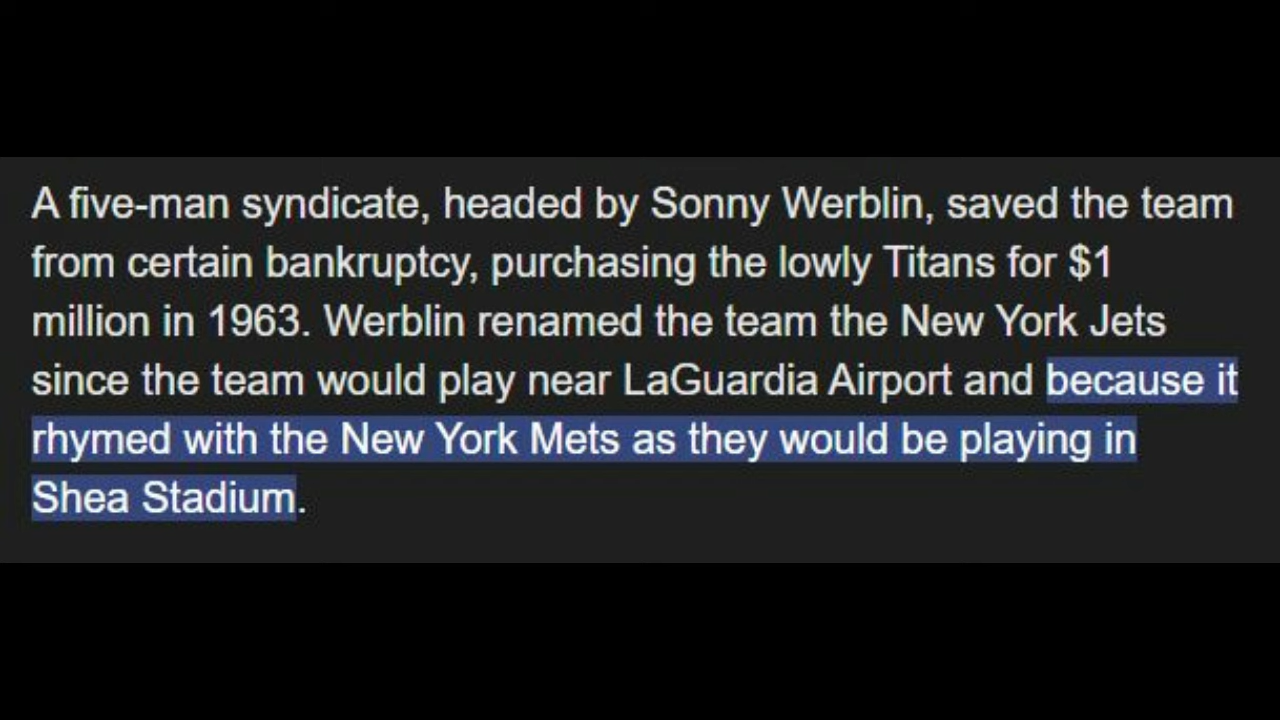 A five-man syndicate, headed by Sonny Werblin, saved the team
from certain bankruptcy, purchasing the lowly Titans for $1
million in 1963. Werblin renamed the team the New York Jets
since the team would play near LaGuardia Airport and because it
rhymed with the New York Mets as they would be playing in
Shea Stadium.